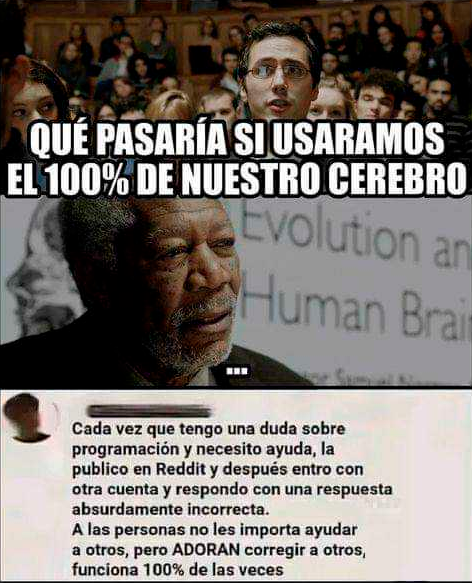 QUÉ PASARÍA SI USARAMOS
EL 100% DE NUESTRO CEREBRO
Evolution an
Human Brai
...
Cada vez que tengo una duda sobre
programación y necesito ayuda, la
publico en Reddit y después entro con
otra cuenta y respondo con una respuesta
absurdamente incorrecta.
A las personas no les importa ayudar
a otros, pero ADORAN corregir a otros,
funciona 100% de las veces